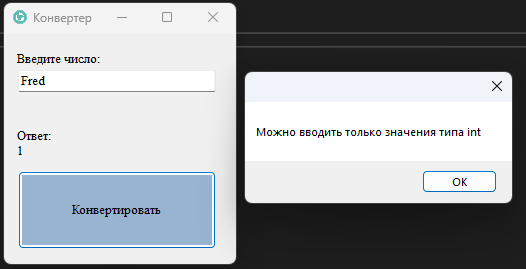 Конвертер
Введите число:
Fred
Ответ:
1
Конвертировать
Можно вводить только значения типа int
OK